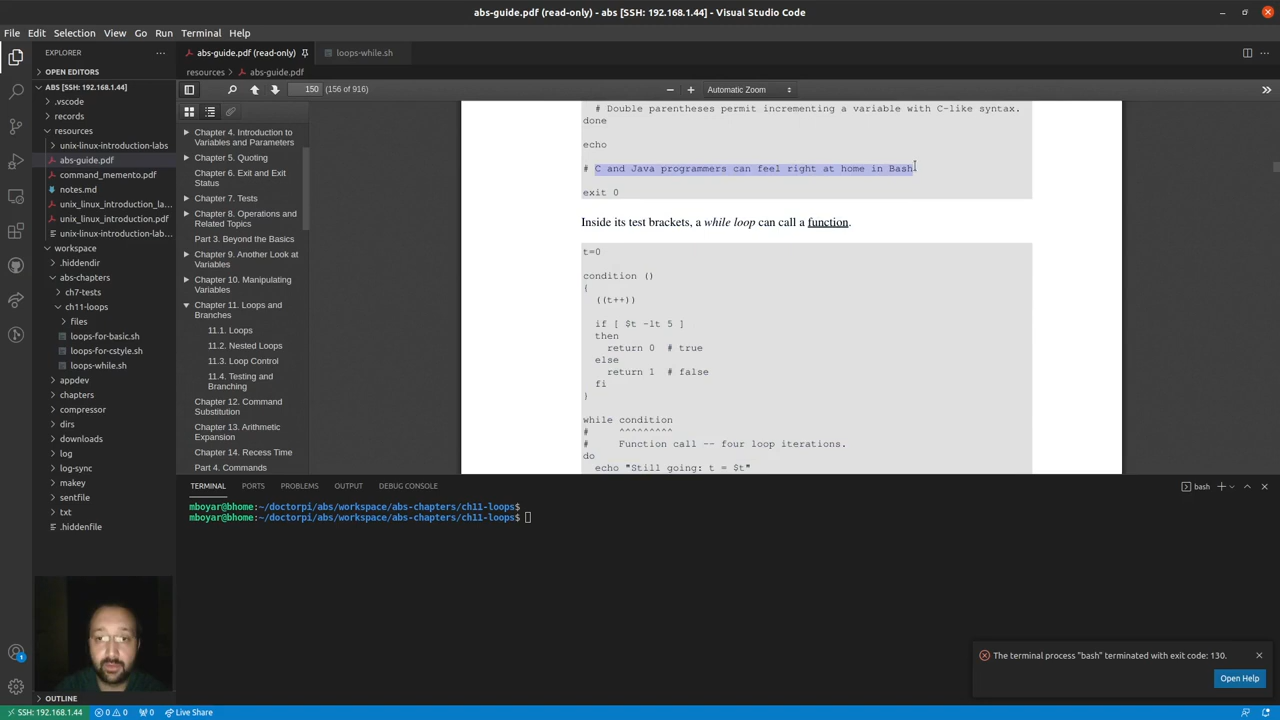 abs-guide.pdf (read-only) - abs [SSH: 192.168.1.44] - Visual Studio Code
File Edit Selection View Go Run Terminal Help
EXPLORER
OPEN EDITORS
ABS [SSH: 192.168.1.44]
.vscode
records
resources
unix-linux-introduction-labs
abs-guide.pdf
command_memento.pdf
notes.md
unix_linux_introduction_la...
unix_linux_introduction.pdf
unix-linux-introduction-lab...
workspace
.hiddendir
abs-chapters
ch7-tests
ch11-loops
files
loops-for-basic.sh
loops-for-cstyle.sh
loops-while.sh
appdev
chapters
compressor
dirs
downloads
log
log-sync
makey
sentfile
txt
.hiddenfile
OUTLINE
abs-guide.pdf (read-only)
loops-while.sh
resources > abs-guide.pdf
150 (156 of 916)
Automatic Zoom
Chapter 4. Introduction to
Variables and Parameters
Chapter 5. Quoting
Chapter 6. Exit and Exit
Status
Chapter 7. Tests
Chapter 8. Operations and
Related Topics
Part 3. Beyond the Basics
Chapter 9. Another Look at
Variables
Chapter 10. Manipulating
Variables
Chapter 11. Loops and
Branches
11.1. Loops
11.2. Nested Loops
11.3. Loop Control
11.4. Testing and
Branching
Chapter 12. Command
Substitution
Chapter 13. Arithmetic
Expansion
Chapter 14. Recess Time
Part 4. Commands
# Double parentheses permit incrementing a variable with C-like syntax.
done
echo
# C and Java programmers can feel right at home in Bash.
exit 0
Inside its test brackets, a while loop can call a function.
t=0
condition ()
{
((t++))
if [ $t -lt 5 ]
then
return 0 # true
else
return 1 # false
fi
}
while condition
# ^^^^^^^^^
# Function call -- four loop iterations.
do
echo "Still going: t = $t"
TERMINAL PORTS PROBLEMS OUTPUT DEBUG CONSOLE
bash
mboyar@bhome:~/doctorpi/abs/workspace/abs-chapters/ch11-loops$
mboyar@bhome:~/doctorpi/abs/workspace/abs-chapters/ch11-loops$
The terminal process "bash" terminated with exit code: 130.
Open Help
1
SSH: 192.168.1.44 0 0 0 Live Share